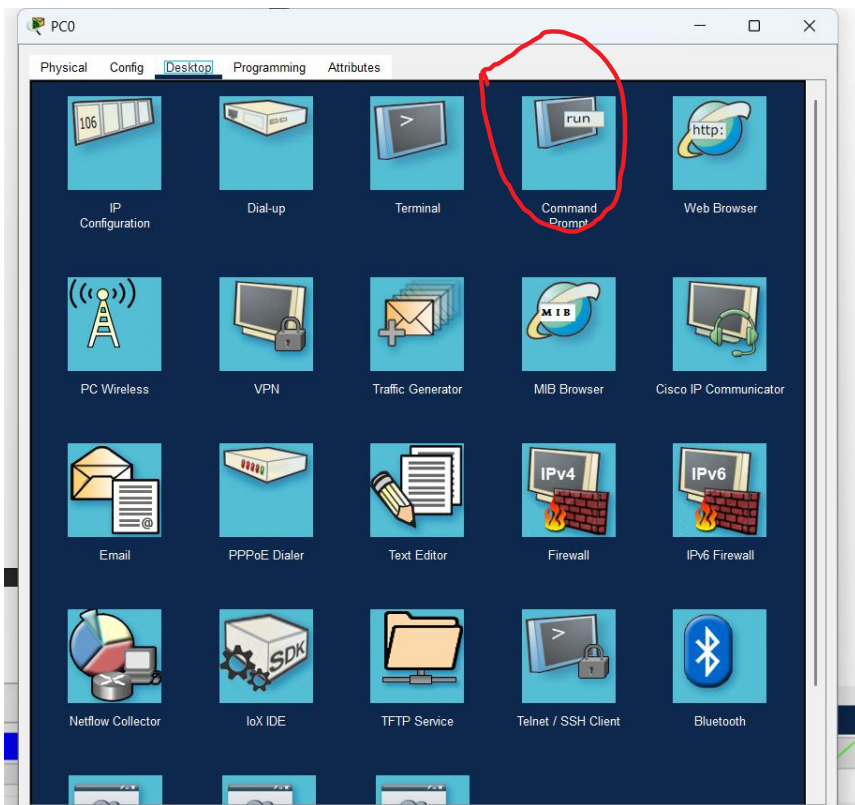 PC0
Physical Config Desktop Programming Attributes
106
run
http:
IP
Configuration
Dial-up
Terminal
Command
Prompt
Web Browser
MIB
PC Wireless
VPN
Traffic Generator
MIB Browser
Cisco IP Communicator
IPv4
IPv6
@
Email
PPPoE Dialer
Text Editor
Firewall
IPv6 Firewall
SDK
>
Netflow Collector
IoX IDE
TFTP Service
Telnet / SSH Client
Bluetooth